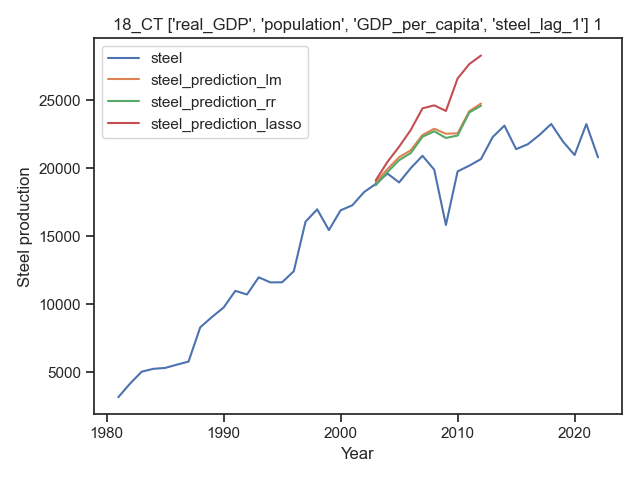 18_CT ['real_GDP', 'population', 'GDP_per_capita', 'steel_lag_1'] 1
steel
steel_prediction_lm
steel_prediction_rr
steel_prediction_lasso
Steel production
25000
20000
15000
10000
5000
1980
1990
2000
2010
2020
Year